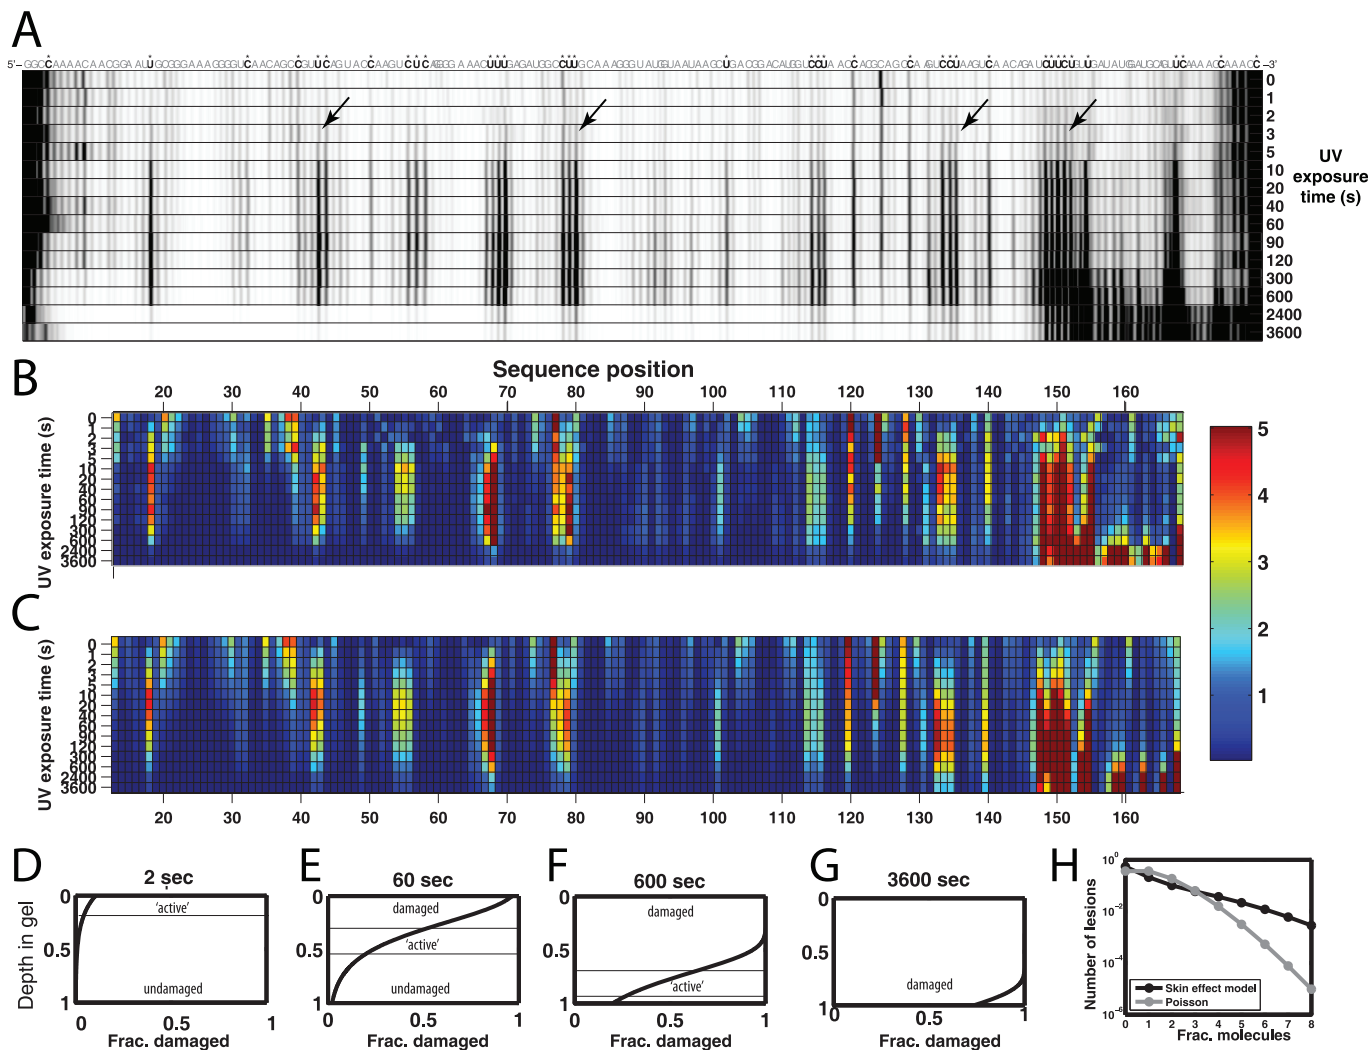 A
5'–
–3'
0
1
2
3
5
10
20
40
60
90
120
300
600
2400
3600
UV
exposure
time (s)
B
Sequence position
20 30 40 50 60 70 80 90 100 110 120 130 140 150 160
UV exposure time (s)
0
1
2
3
5
10
20
40
60
90
120
300
600
2400
3600
5
4
3
2
1
C
UV exposure time (s)
0
1
2
3
5
10
20
40
60
90
120
300
600
2400
3600
20 30 40 50 60 70 80 90 100 110 120 130 140 150 160
D
2 sec
Depth in gel
0
0.5
1
'active'
undamaged
0 0.5 1
Frac. damaged
E
60 sec
0
0.5
1
damaged
'active'
undamaged
0 0.5 1
Frac. damaged
F
600 sec
0
0.5
1
damaged
'active'
0 0.5 1
Frac. damaged
G
3600 sec
0
0.5
1
damaged
0 0.5 1
Frac. damaged
H
Number of lesions
10^0
10^-2
10^-4
10^-6
Skin effect model
Poisson
0 1 2 3 4 5 6 7 8
Frac. molecules